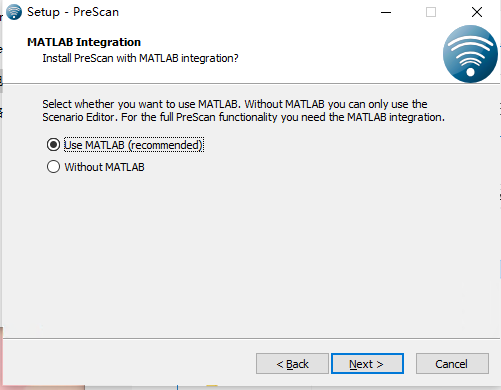 Setup - PreScan
MATLAB Integration
Install PreScan with MATLAB integration?
Select whether you want to use MATLAB. Without MATLAB you can only use the
Scenario Editor. For the full PreScan functionality you need the MATLAB integration.
Use MATLAB (recommended)
Without MATLAB
< Back
Next >
Cancel